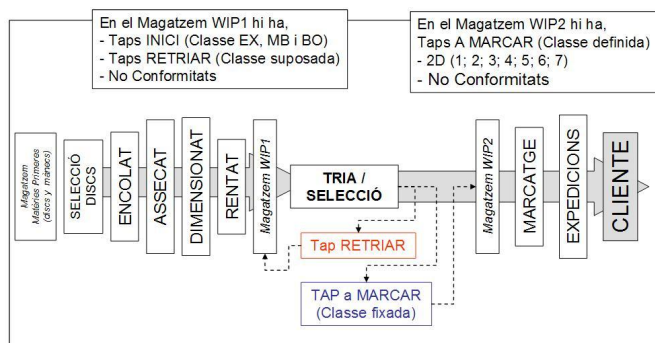 En el Magatzem WIP1 hi ha,
- Taps INICI (Classe EX, MB i BO)
- Taps RETRIAR (Classe suposada)
- No Conformitats
En el Magatzem WIP2 hi ha,
Taps A MARCAR (Classe definida)
- 2D (1; 2; 3; 4; 5; 6; 7)
- No Conformitats
Magatzem
Matèries Primeres
(discs y mànecs)
SELECCIÓ
DISCS
ENCOLAT
ASSECAT
DIMENSIONAT
RENTAT
Magatzem WIP1
TRIA /
SELECCIÓ
Magatzem WIP2
MARCATGE
EXPEDICIONS
CLIENTE
Tap RETRIAR
TAP a MARCAR
(Classe fixada)